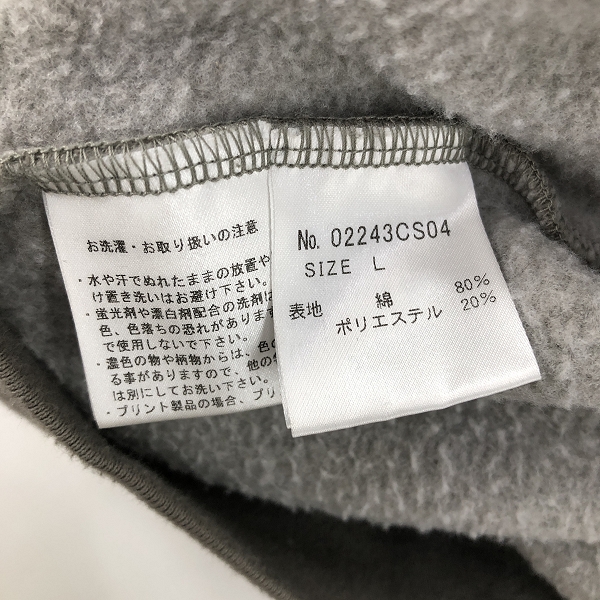 お洗濯・お取り扱いの注意
・水や汗でぬれたままの放置や
け置き洗いはお避け下さい。
・蛍光剤や漂白剤配合の洗剤は
色、色落ちの恐れがあります
で使用しないで下さい。
・濃色の物や柄物からは、色の
る事がありますので、他の物
は別にしてお洗い下さい。
・プリント製品の場合、プリ
No. 02243CS04
SIZE L
表地 綿 80%
ポリエステル 20%